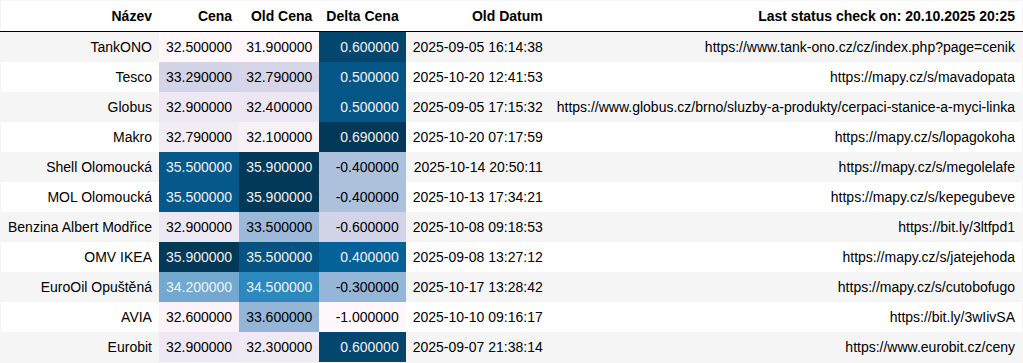 Název Cena Old Cena Delta Cena Old Datum Last status check on: 20.10.2025 20:25
TankONO 32.500000 31.900000 0.600000 2025-09-05 16:14:38 https://www.tank-ono.cz/cz/index.php?page=cenik
Tesco 33.290000 32.790000 0.500000 2025-10-20 12:41:53 https://mapy.cz/s/mavadopata
Globus 32.900000 32.400000 0.500000 2025-09-05 17:15:32 https://www.globus.cz/brno/sluzby-a-produkty/cerpaci-stanice-a-myci-linka
Makro 32.790000 32.100000 0.690000 2025-10-20 07:17:59 https://mapy.cz/s/lopagokoha
Shell Olomoucká 35.500000 35.900000 -0.400000 2025-10-14 20:50:11 https://mapy.cz/s/megolelafe
MOL Olomoucká 35.500000 35.900000 -0.400000 2025-10-13 17:34:21 https://mapy.cz/s/kepegubeve
Benzina Albert Modřice 32.900000 33.500000 -0.600000 2025-10-08 09:18:53 https://bit.ly/3ltfpd1
OMV IKEA 35.900000 35.500000 0.400000 2025-09-08 13:27:12 https://mapy.cz/s/jatejehoda
EuroOil Opuštěná 34.200000 34.500000 -0.300000 2025-10-17 13:28:42 https://mapy.cz/s/cutobofugo
AVIA 32.600000 33.600000 -1.000000 2025-10-10 09:16:17 https://bit.ly/3wIivSA
Eurobit 32.900000 32.300000 0.600000 2025-09-07 21:38:14 https://www.eurobit.cz/ceny